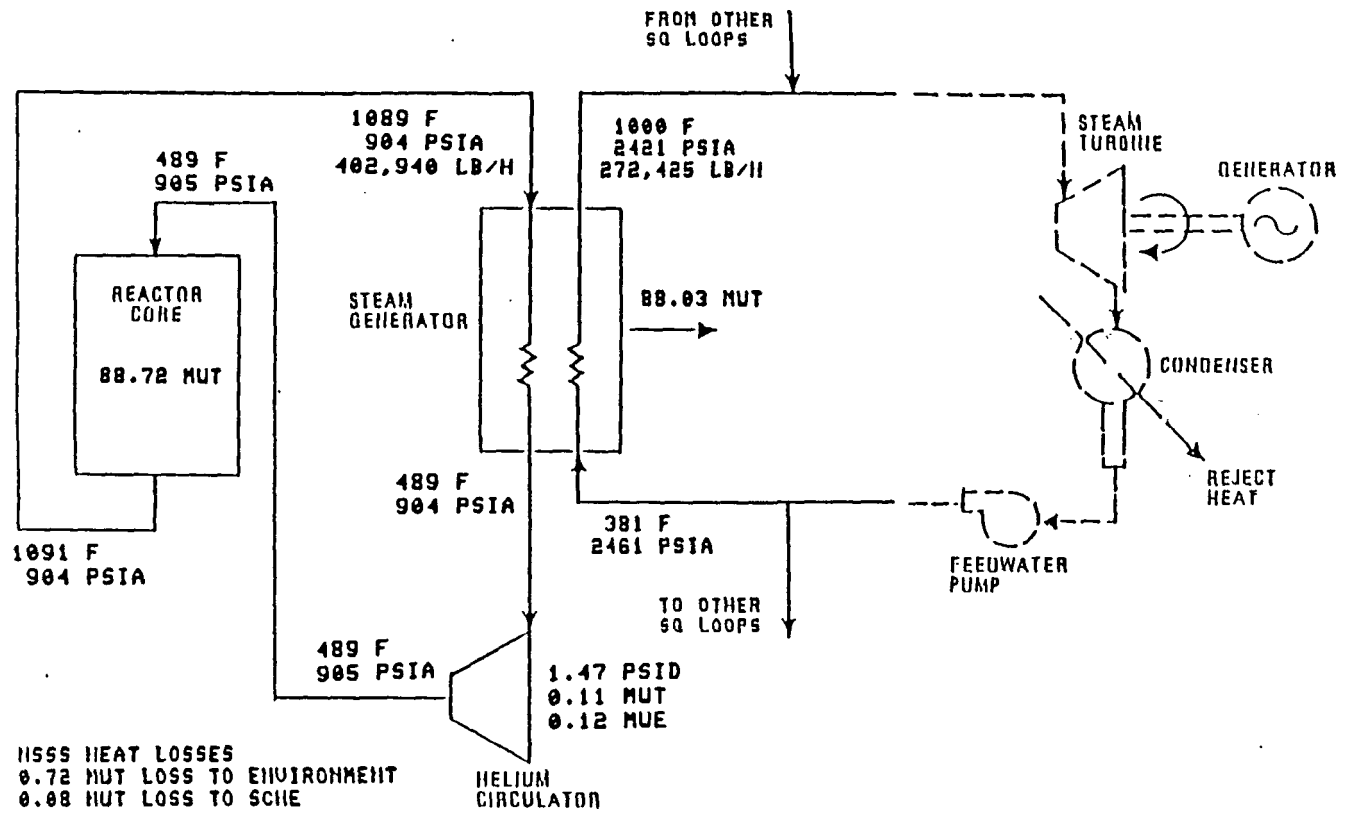 FROM OTHER
SG LOOPS
1089 F
904 PSIA
402,940 LB/H
1000 F
2421 PSIA
272,425 LB/H
STEAM
TURBINE
GENERATOR
489 F
905 PSIA
REACTOR
CORE
88.72 MWT
STEAM
GENERATOR
88.03 MWT
CONDENSER
REJECT
HEAT
489 F
904 PSIA
381 F
2461 PSIA
FEEDWATER
PUMP
1091 F
904 PSIA
TO OTHER
SG LOOPS
489 F
905 PSIA
1.47 PSID
0.11 MWT
0.12 MWE
HELIUM
CIRCULATOR
NSSS HEAT LOSSES
0.72 MWT LOSS TO ENVIRONMENT
0.08 MWT LOSS TO SCHE